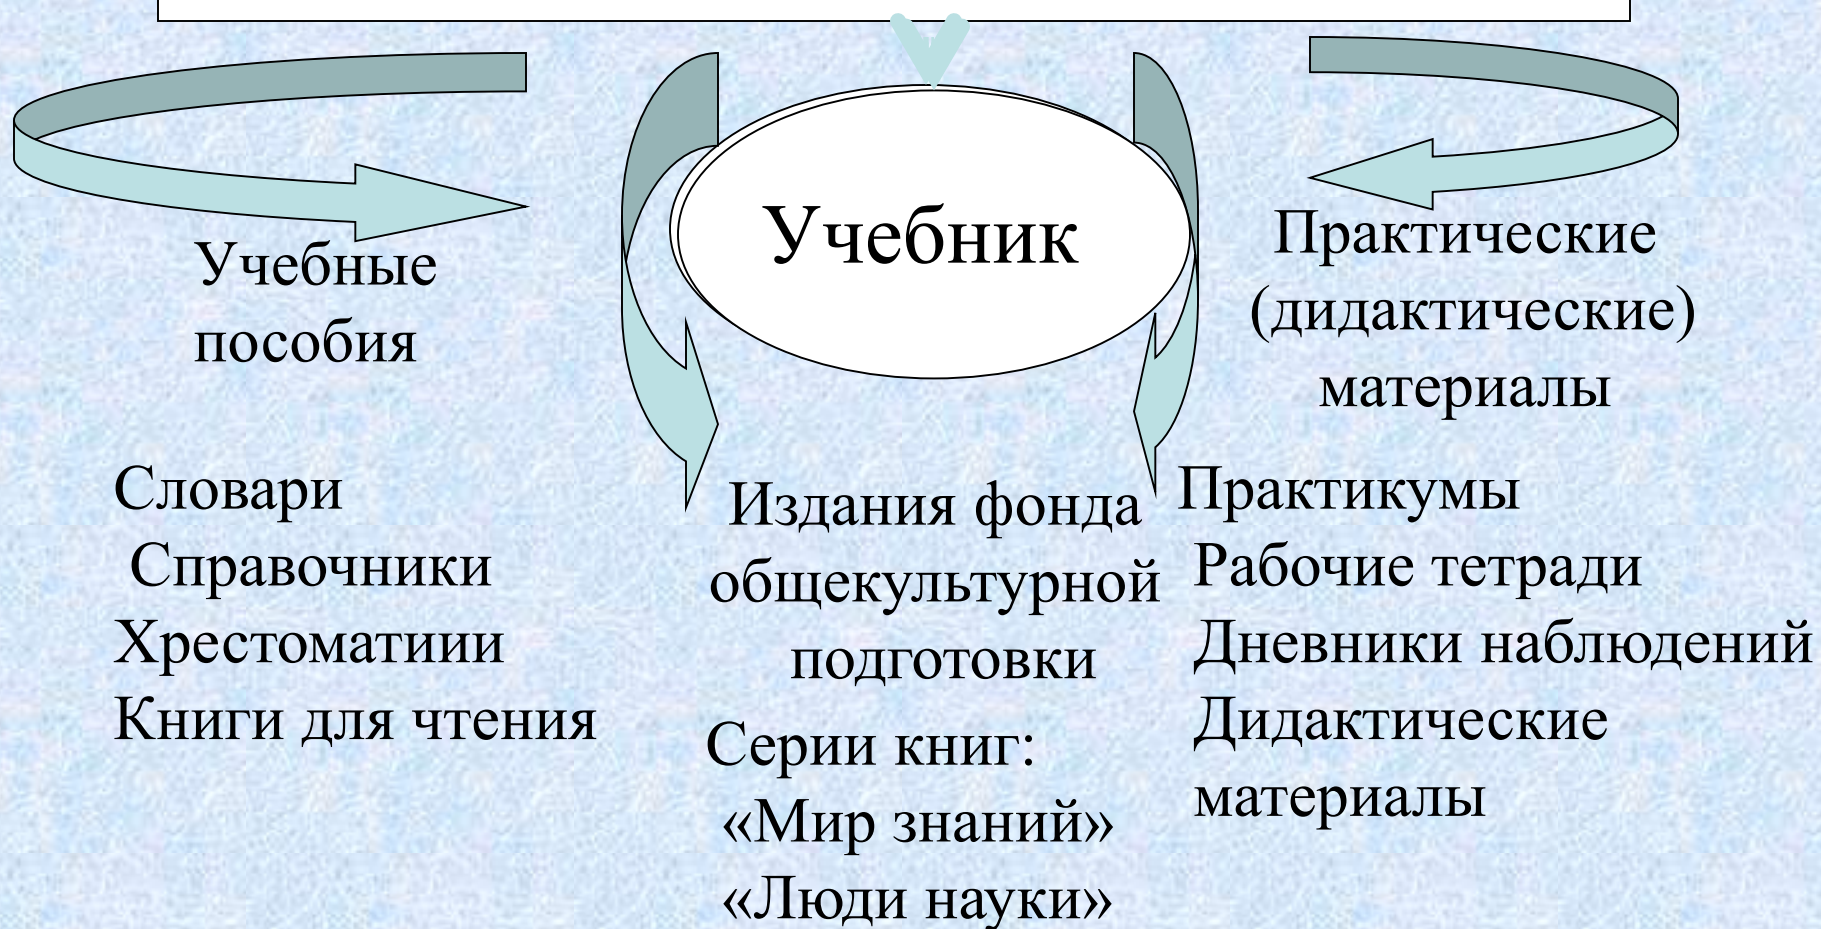 Учебник
Учебные
пособия
Словари
Справочники
Хрестоматиии
Книги для чтения
Издания фонда
общекультурной
подготовки
Серии книг:
«Мир знаний»
«Люди науки»
Практические
(дидактические)
материалы
Практикумы
Рабочие тетради
Дневники наблюдений
Дидактические
материалы